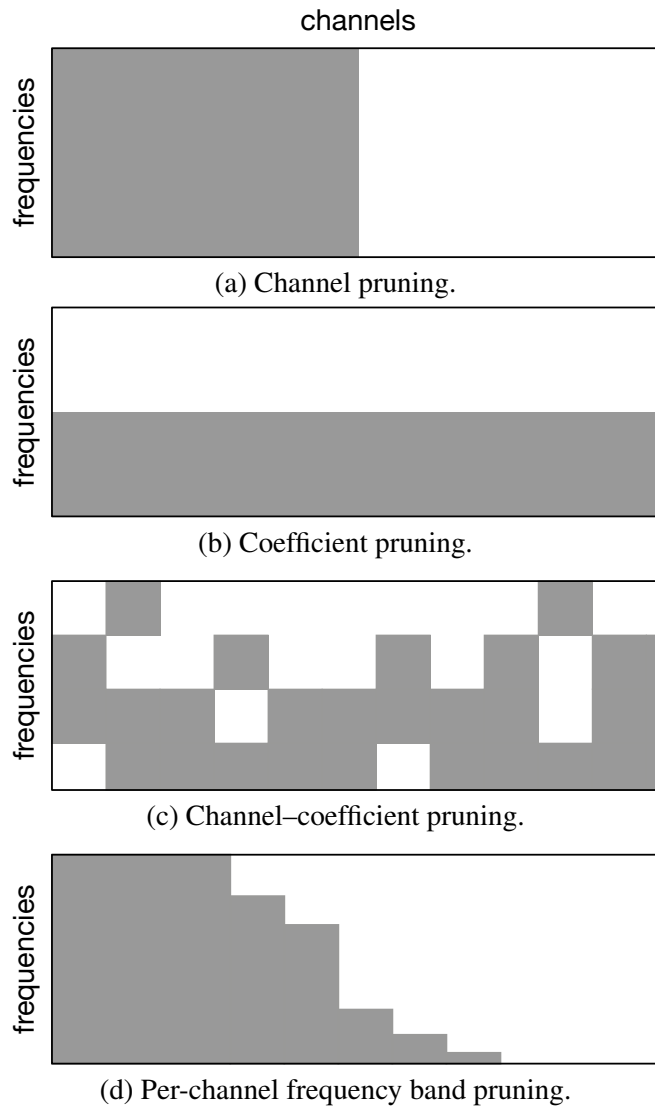 channels
frequencies
(a) Channel pruning.
frequencies
(b) Coefficient pruning.
frequencies
(c) Channel–coefficient pruning.
frequencies
(d) Per-channel frequency band pruning.